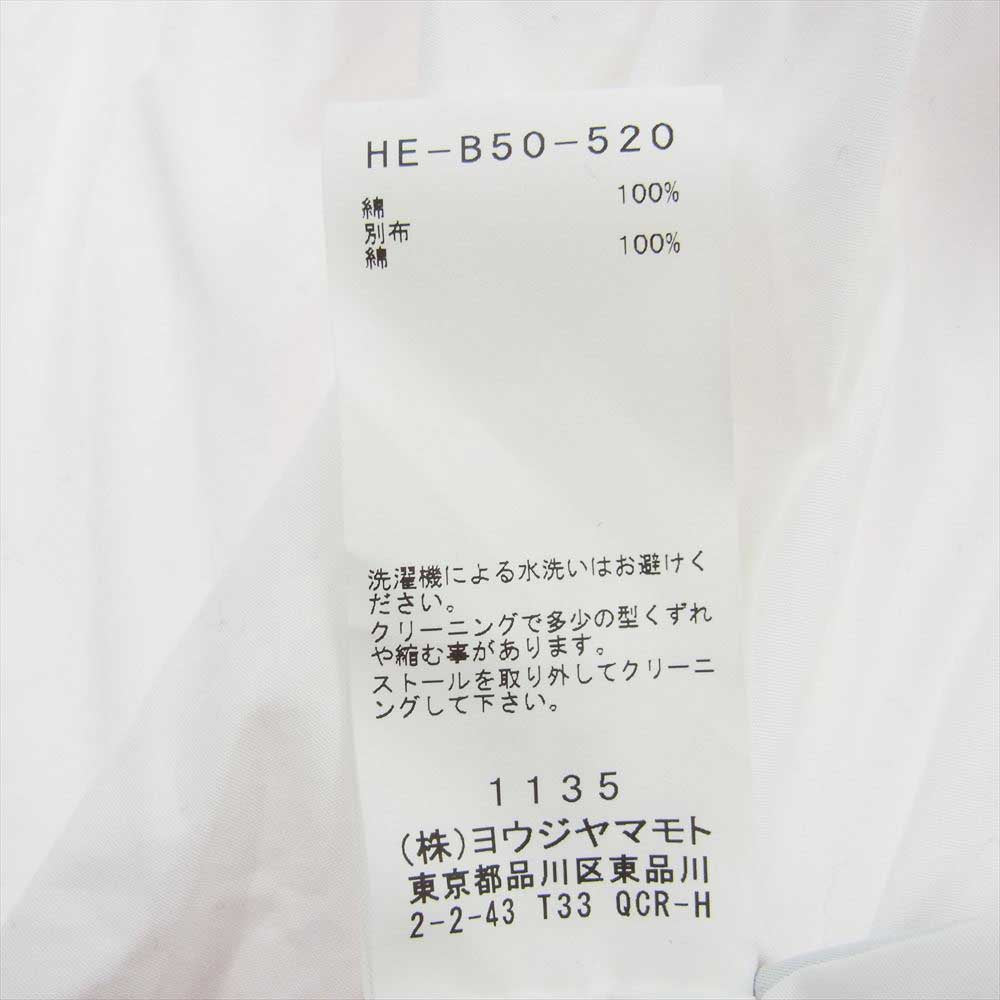 HE-B50-520
綿 100%
別布
綿 100%
洗濯機による水洗いはお避けく
ださい。
クリーニングで多少の型くずれ
や縮む事があります。
ストールを取り外してクリーニ
ングして下さい。
1135
(株)ヨウジヤマモト
東京都品川区東品川
2-2-43 T33 QCR-H